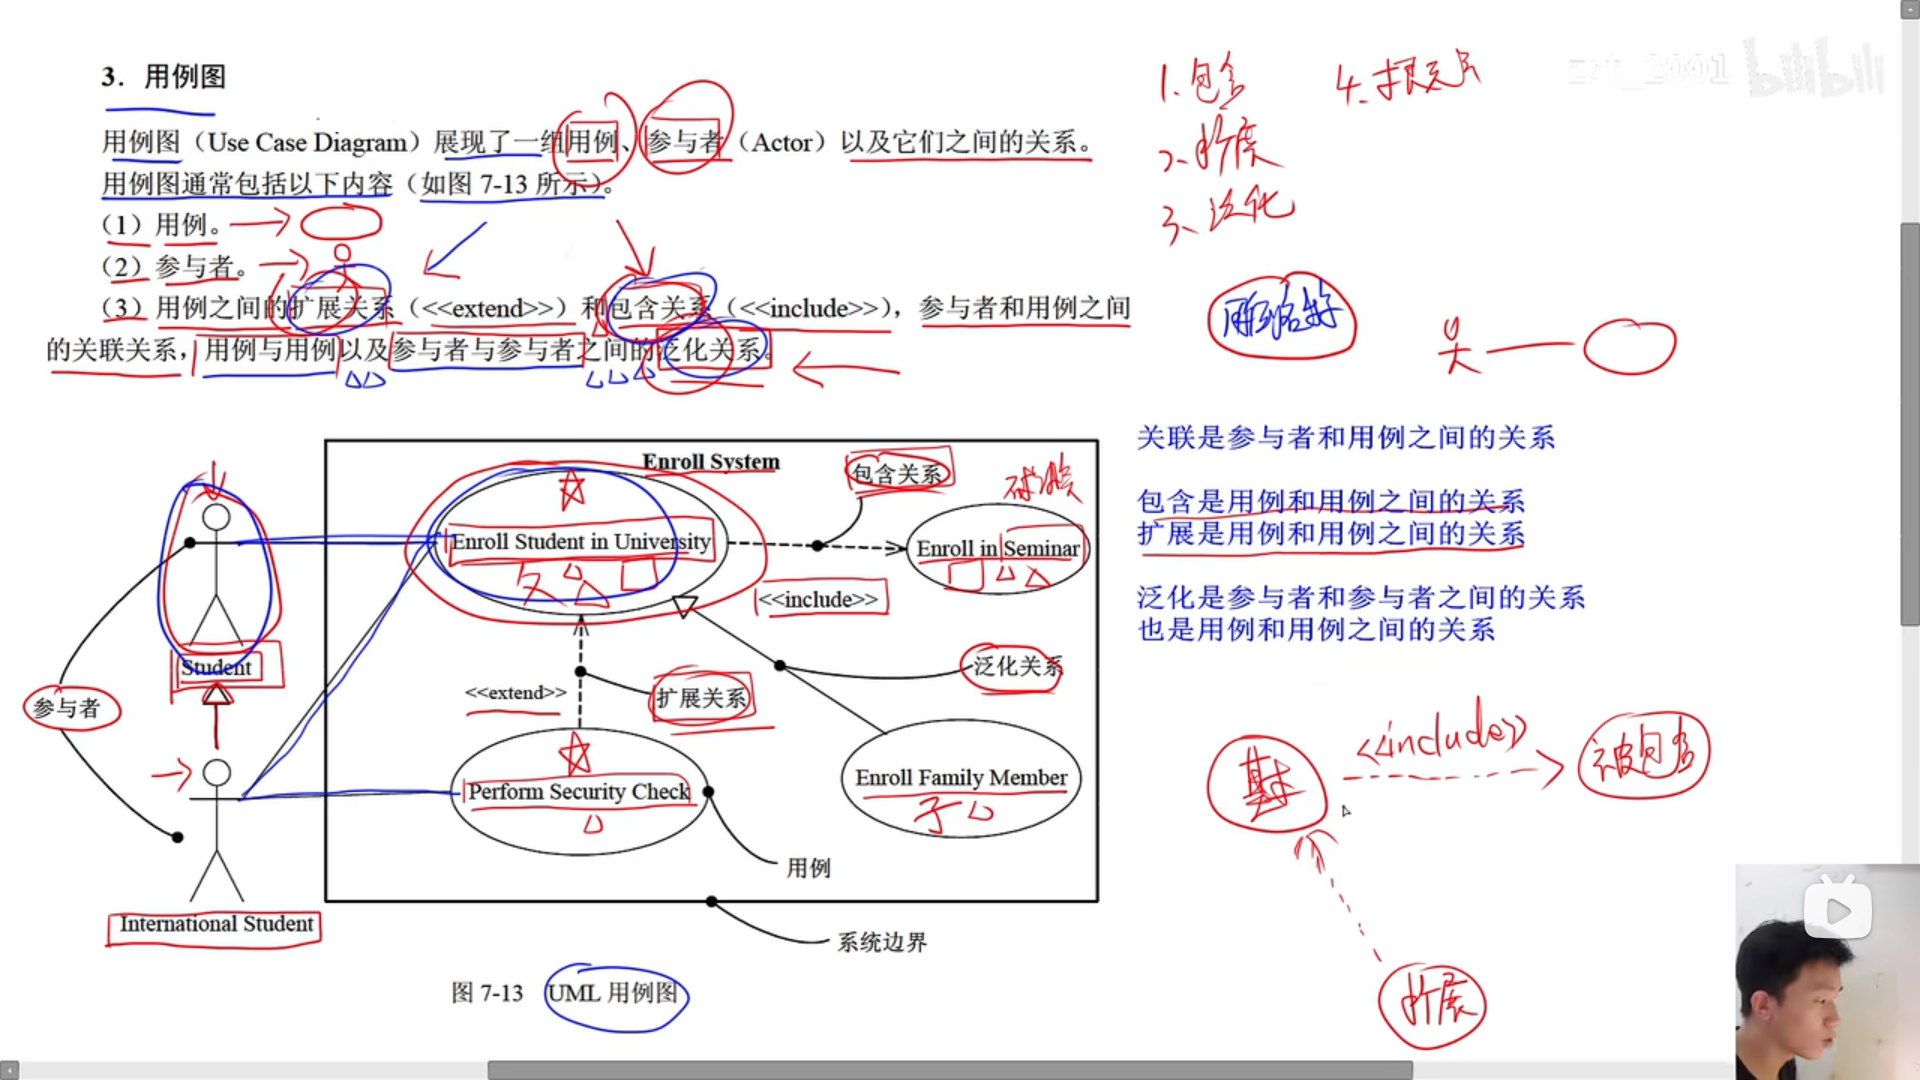 3. 用例图
用例图（Use Case Diagram）展现了一组用例、参与者（Actor）以及它们之间的关系。
用例图通常包括以下内容（如图 7-13 所示）。
（1）用例。
（2）参与者。
（3）用例之间的扩展关系（<<extend>>）和包含关系（<<include>>），参与者和用例之间
的关联关系，用例与用例以及参与者与参与者之间的泛化关系。
1、包含
2、扩展
3、泛化
用例名字
关联是参与者和用例之间的关系
包含是用例和用例之间的关系
扩展是用例和用例之间的关系
泛化是参与者和参与者之间的关系
也是用例和用例之间的关系
Enroll System
包含关系
Enroll Student in University
Enroll in Seminar
<<include>>
Student
泛化关系
<<extend>>
扩展关系
参与者
Perform Security Check
Enroll Family Member
子
用例
International Student
系统边界
图 7-13 UML 用例图
<<include>>
基本
被包含
扩展
bilibili